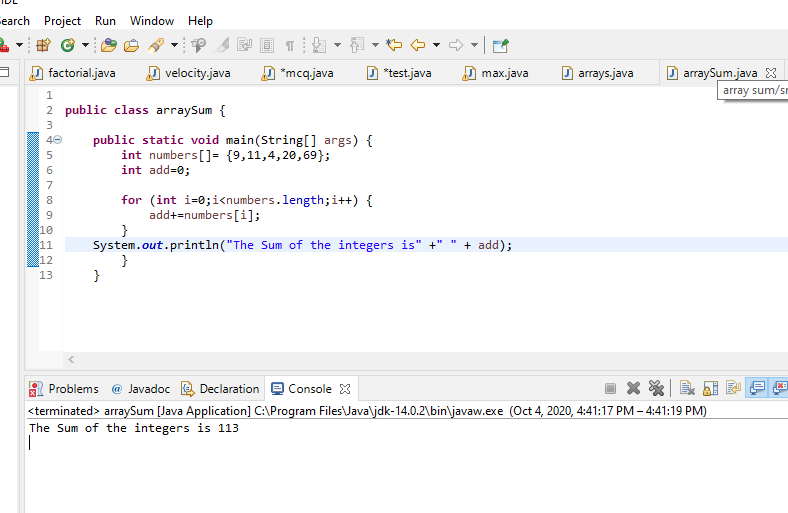 Search Project Run Window Help
factorial.java velocity.java *mcq.java *test.java max.java arrays.java arraySum.java
array sum/sr
1
2 public class arraySum {
3
4 public static void main(String[] args) {
5 int numbers[]= {9,11,4,20,69};
6 int add=0;
7
8 for (int i=0;i<numbers.length;i++) {
9 add+=numbers[i];
10 }
11 System.out.println("The Sum of the integers is" +" " + add);
12 }
13 }
Problems @ Javadoc Declaration Console
<terminated> arraySum [Java Application] C:\Program Files\Java\jdk-14.0.2\bin\javaw.exe (Oct 4, 2020, 4:41:17 PM – 4:41:19 PM)
The Sum of the integers is 113